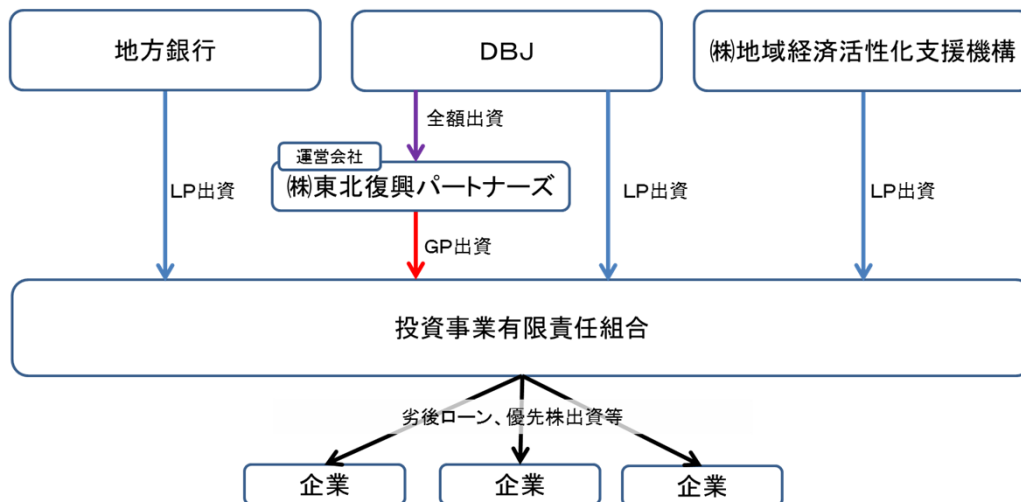 地方銀行
DBJ
㈱地域経済活性化支援機構
全額出資
運営会社
㈱東北復興パートナーズ
LP出資
LP出資
LP出資
GP出資
投資事業有限責任組合
劣後ローン、優先株出資等
企業
企業
企業